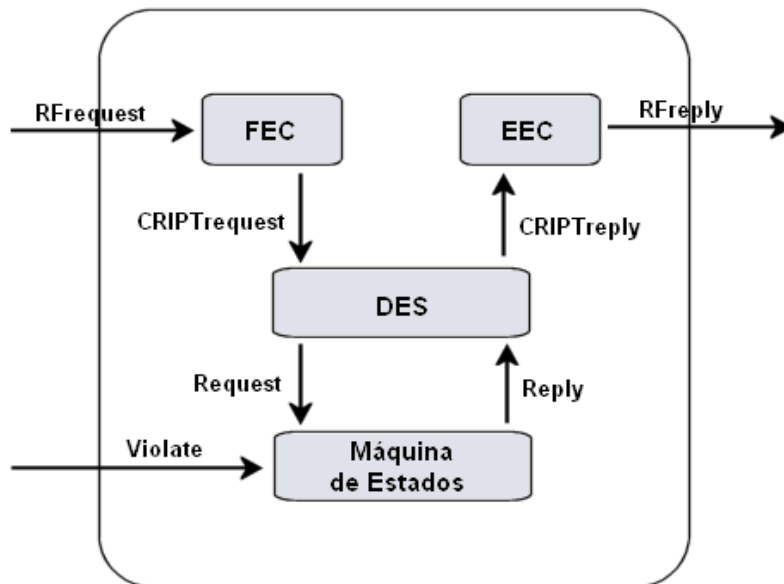 RFrequest
FEC
EEC
RFreply
CRIPTrequest
CRIPTreply
DES
Request
Reply
Violate
Máquina
de Estados